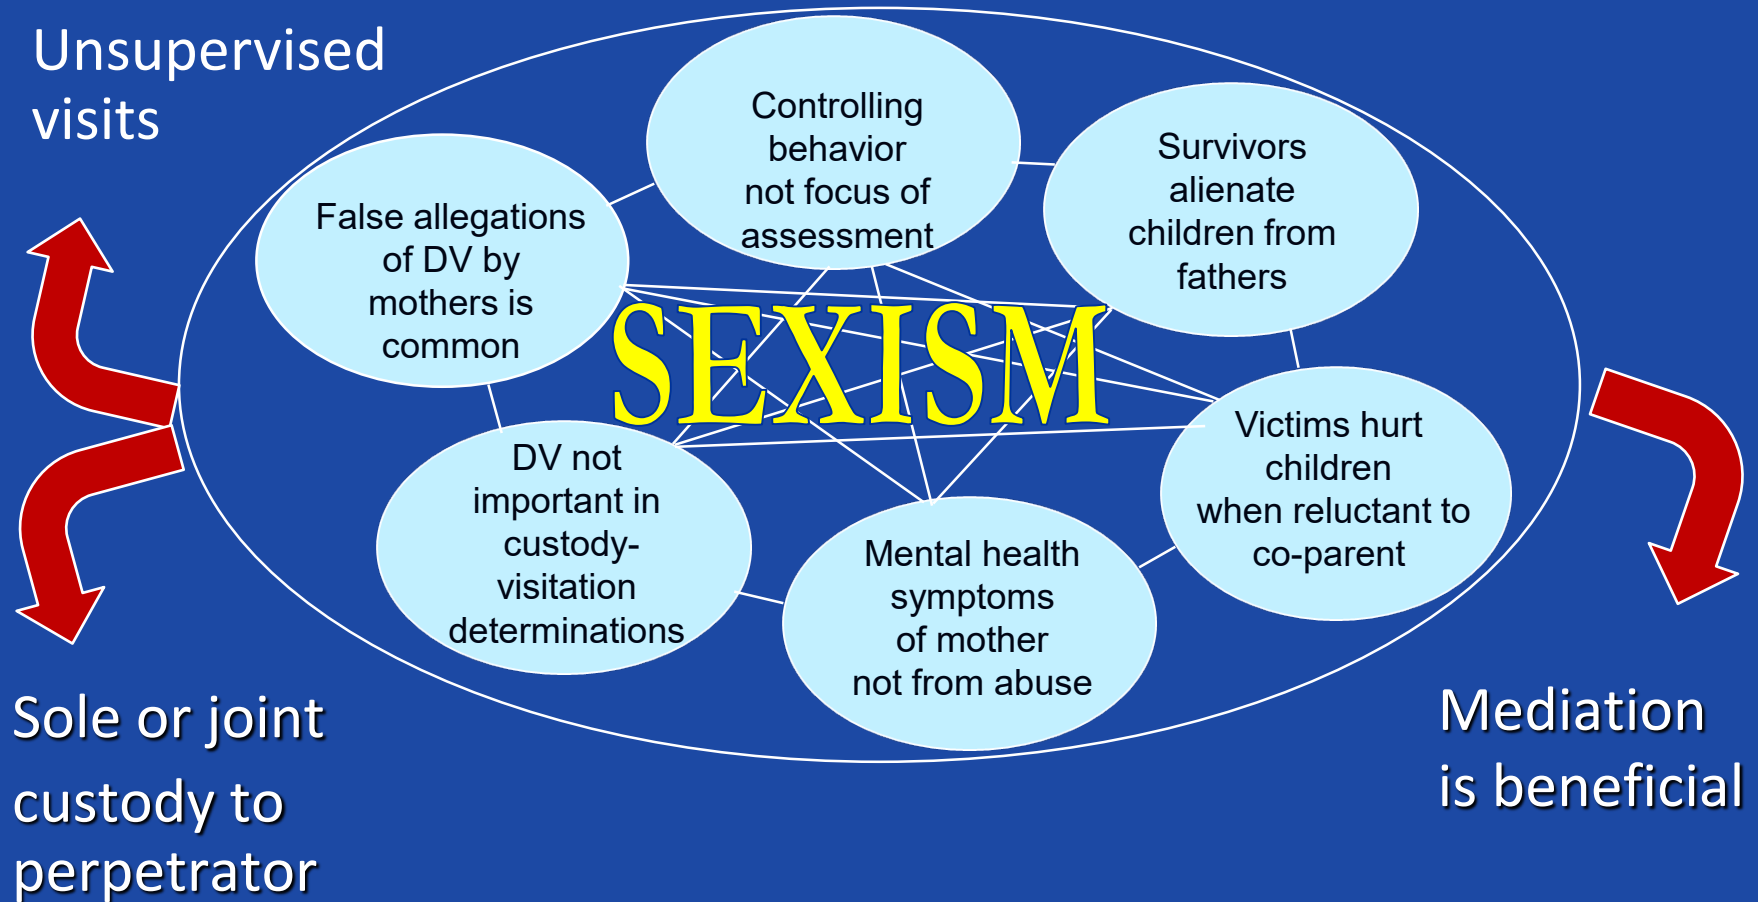 Unsupervised
visits
Controlling
behavior
not focus of
assessment
Survivors
alienate
children from
fathers
False allegations
of DV by
mothers is
common
SEXISM
Victims hurt
children
when reluctant to
co-parent
DV not
important in
custody-
visitation
determinations
Mental health
symptoms
of mother
not from abuse
Sole or joint
custody to
perpetrator
Mediation
is beneficial